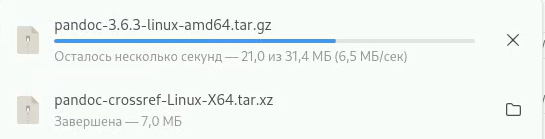 pandoc-3.6.3-linux-amd64.tar.gz
Осталось несколько секунд — 21,0 из 31,4 МБ (6,5 МБ/сек)
pandoc-crossref-Linux-X64.tar.xz
Завершена — 7,0 МБ